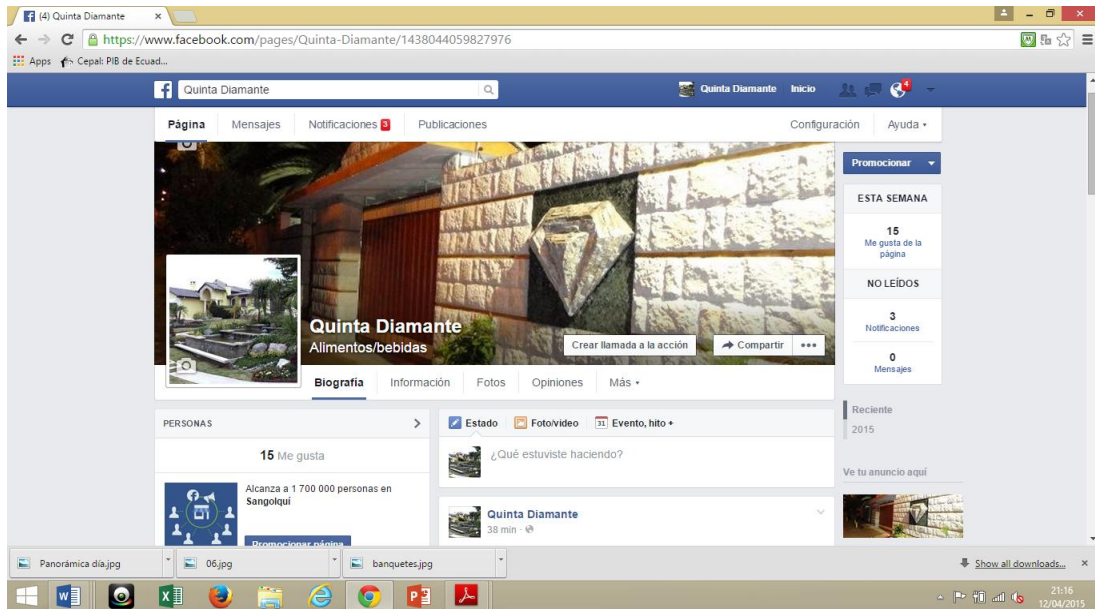 (4) Quinta Diamante
https://www.facebook.com/pages/Quinta-Diamante/1438044059827976
Apps Cepal: PIB de Ecuad...
Quinta Diamante
Quinta Diamante Inicio
4
Página Mensajes Notificaciones 3 Publicaciones
Configuración Ayuda
Promocionar
ESTA SEMANA
15
Me gusta de la
página
NO LEÍDOS
3
Notificaciones
0
Mensajes
Reciente
2015
Ve tu anuncio aquí
Quinta Diamante
Alimentos/bebidas
Crear llamada a la acción Compartir
Biografía Información Fotos Opiniones Más
PERSONAS
15 Me gusta
Alcanza a 1 700 000 personas en
Sangolquí
Promocionar página
Estado Foto/video 31 Evento, hito +
¿Qué estuviste haciendo?
Quinta Diamante
38 min
Panorámica día.jpg 06.jpg banquetes.jpg Show all downloads...
21:16
12/04/2015